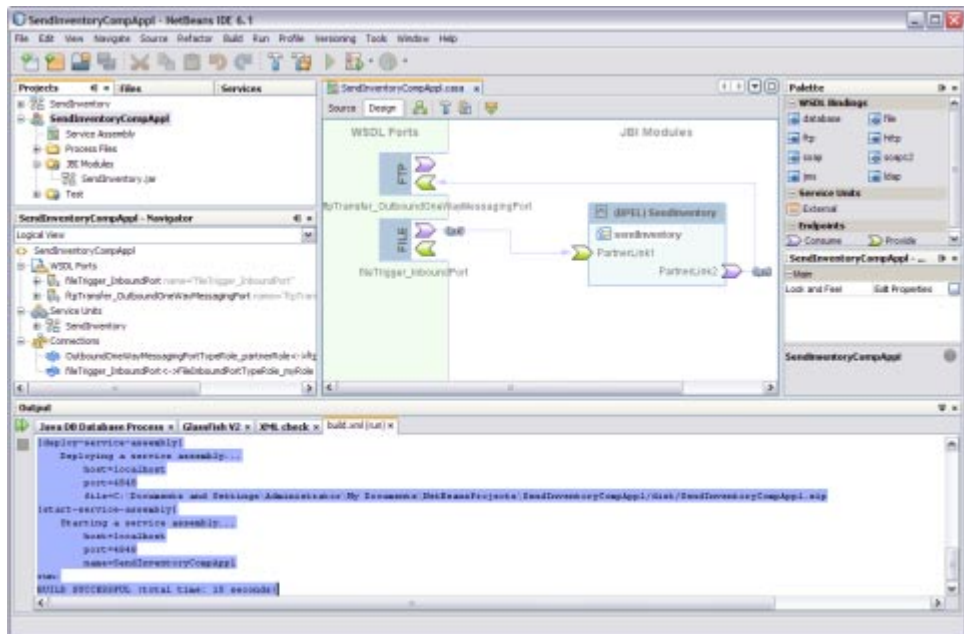 SendInventoryCompAppl - NetBeans IDE 6.1
File Edit View Navigate Source Refactor Build Run Profile Versioning Tools Window Help
Projects Files Services
SendInventory
SendInventoryCompAppl
Service Assembly
Process Files
JBI Modules
SendInventory.jar
Test
SendInventoryCompAppl - Navigator
Logical View
SendInventoryCompAppl
WSDL Ports
fileTrigger_InboundPort name="fileTrigger_InboundPort"
ftpTransfer_OutboundOneWayMessagingPort
Service Units
SendInventory
Connections
OutboundOneWayMessagingPortTypeRole_partnerRole<->
fileTrigger_InboundPort<->FileInboundPortTypeRole_myRole
SendInventoryCompAppl.casa
Source Design
WSDL Ports JBI Modules
FTP
ftpTransfer_OutboundOneWayMessagingPort
FILE
fileTrigger_InboundPort
(BPEL) SendInventory
sendInventory
PartnerLink1
PartnerLink2
Palette
WSDL Bindings
database file
ftp http
soap soap12
jms ldap
Service Units
External
Endpoints
Consume Provide
SendInventoryCompAppl - ...
Main
Look and Feel Edit Properties
SendInventoryCompAppl
Output
Java DB Database Process GlassFish V2 XML check build.xml (run)
[deploy-service-assembly]
Deploying a service assembly...
host=localhost
port=4848
file=C:\Documents and Settings\Administrator\My Documents\NetBeansProjects\SendInventoryCompAppl/dist/SendInventoryCompAppl.zip
[start-service-assembly]
Starting a service assembly...
host=localhost
port=4848
name=SendInventoryCompAppl
run:
BUILD SUCCESSFUL (total time: 15 seconds)